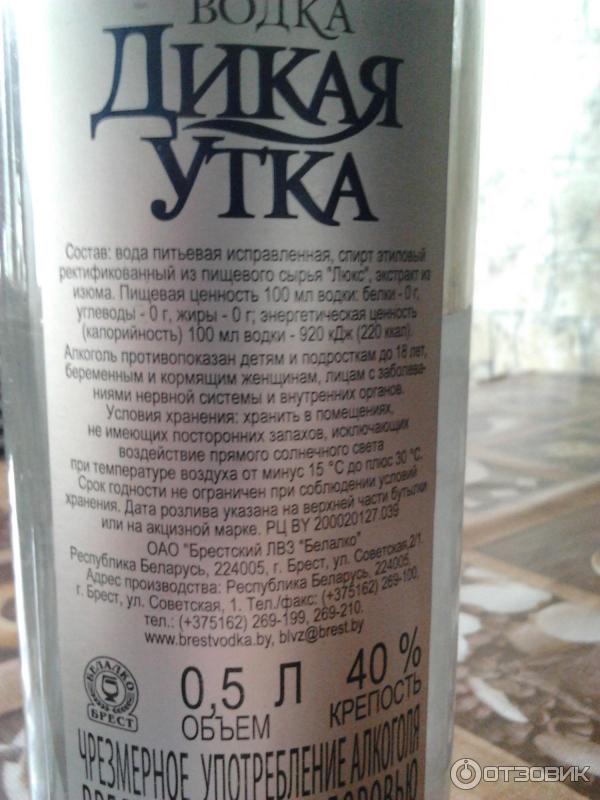 ВОДКА
ДИКАЯ
УТКА
Состав: вода питьевая исправленная, спирт этиловый
ректификованный из пищевого сырья "Люкс", экстракт из
изюма. Пищевая ценность 100 мл водки: белки - 0 г,
углеводы - 0 г, жиры - 0 г; энергетическая ценность
(калорийность) 100 мл водки - 920 кДж (220 ккал).
Алкоголь противопоказан детям и подросткам до 18 лет,
беременным и кормящим женщинам, лицам с заболева-
ниями нервной системы и внутренних органов.
Условия хранения: хранить в помещениях,
не имеющих посторонних запахов, исключающих
воздействие прямого солнечного света
при температуре воздуха от минус 15 °С до плюс 30 °С.
Срок годности не ограничен при соблюдении условий
хранения. Дата розлива указана на верхней части бутылки
или на акцизной марке. РЦ BY 200020127.039
ОАО "Брестский ЛВЗ "Белалко"
Республика Беларусь, 224005, г. Брест, ул. Советская,2/1.
Адрес производства: Республика Беларусь, 224005,
г. Брест, ул. Советская, 1. Тел./факс: (+375162) 269-100,
тел.: (+375162) 269-199, 269-210.
www.brestvodka.by, blvz@brest.by
БЕЛАЛКО
БРЕСТ
0,5 Л 40 %
ОБЪЕМ КРЕПОСТЬ
ЧРЕЗМЕРНОЕ УПОТРЕБЛЕНИЕ АЛКОГОЛЯ
ОТЗОВИК